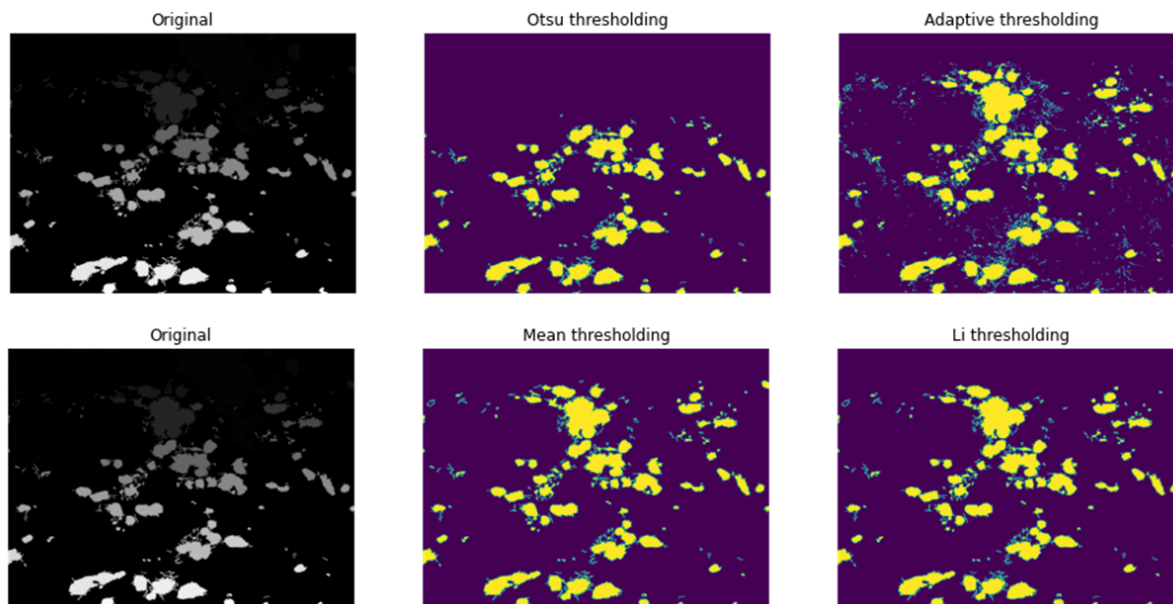 Original
Otsu thresholding
Adaptive thresholding
Original
Mean thresholding
Li thresholding